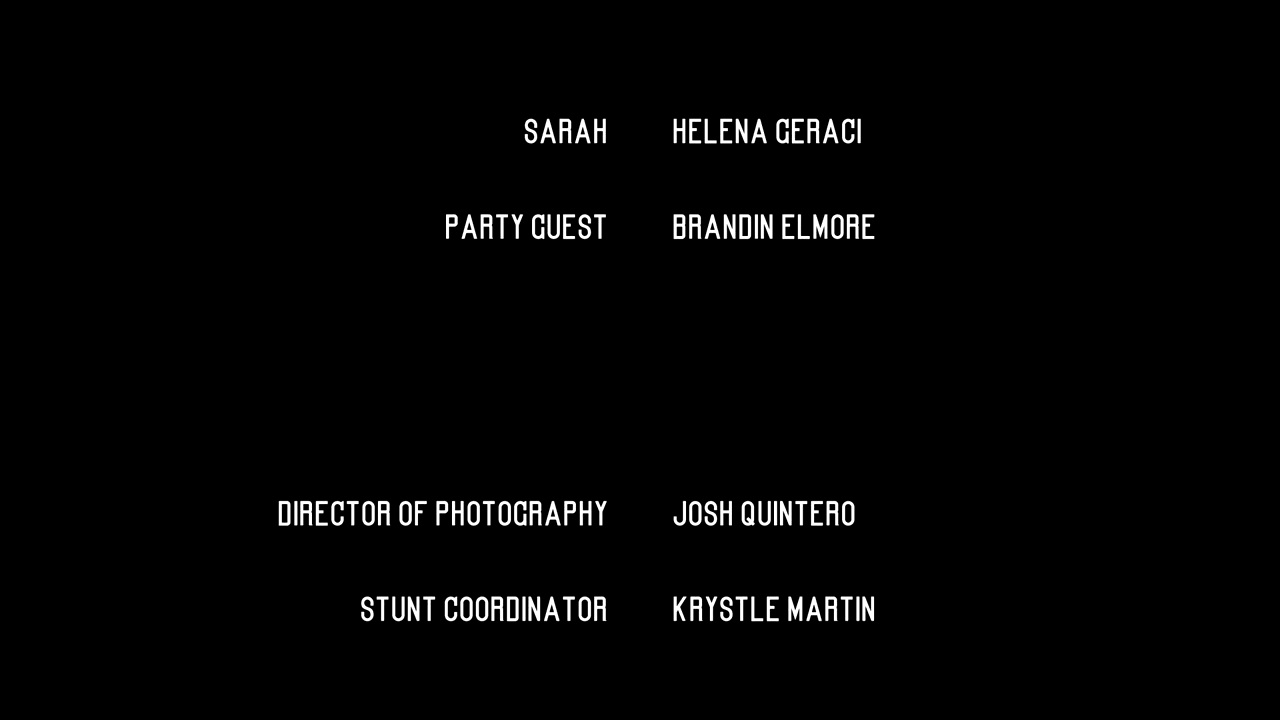 SARAH HELENA GERACI
PARTY GUEST BRANDIN ELMORE
DIRECTOR OF PHOTOGRAPHY JOSH QUINTERO
STUNT COORDINATOR KRYSTLE MARTIN